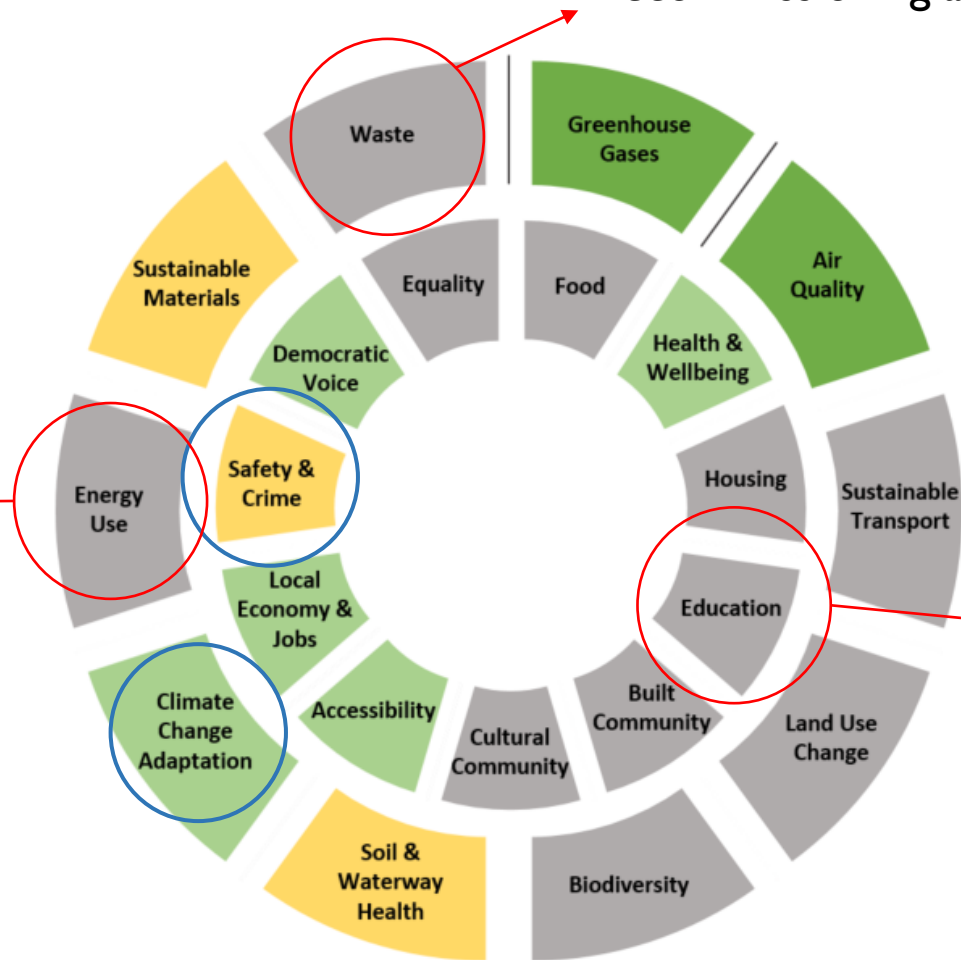 Waste
Greenhouse
Gases
Air
Quality
Sustainable
Transport
Land Use
Change
Biodiversity
Soil &
Waterway
Health
Climate
Change
Adaptation
Energy
Use
Sustainable
Materials
Equality
Food
Health &
Wellbeing
Housing
Education
Built
Community
Cultural
Community
Accessibility
Local
Economy &
Jobs
Safety &
Crime
Democratic
Voice